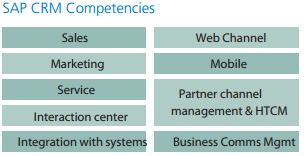 SAP CRM Competencies
Sales
Web Channel
Marketing
Mobile
Service
Partner channel
management & HTCM
Interaction center
Integration with systems
Business Comms Mgmt